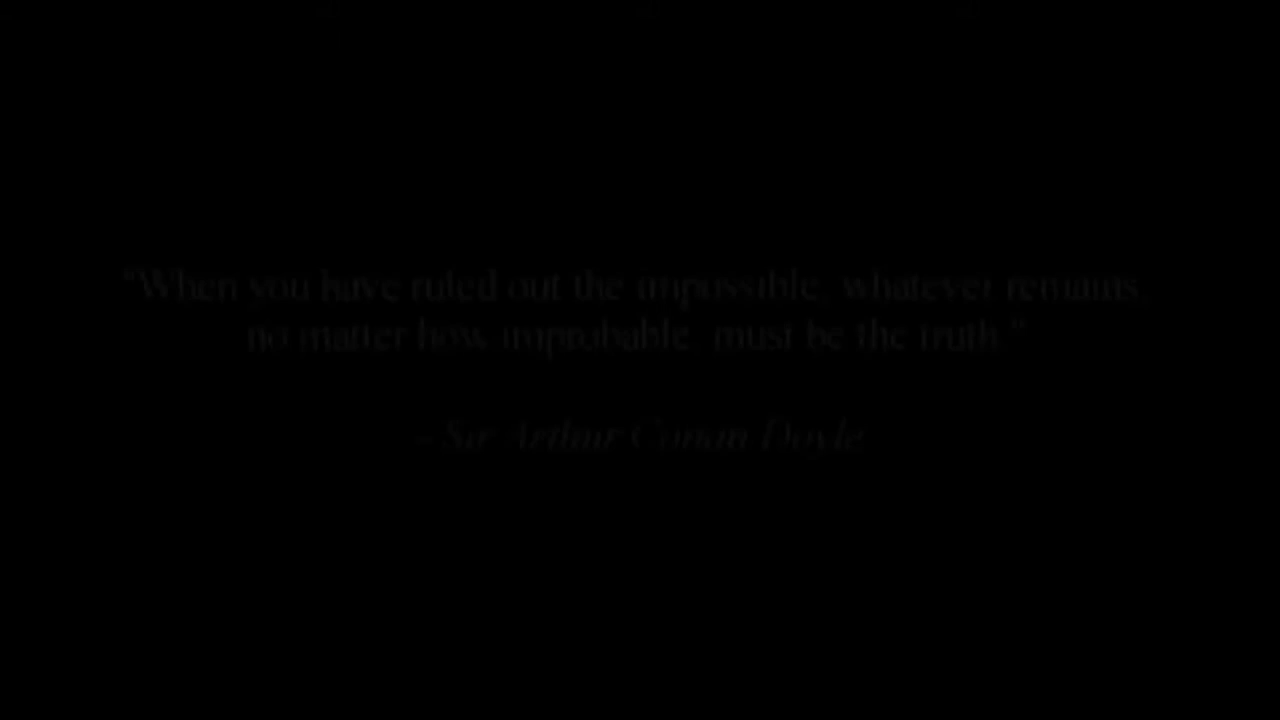 "When you have ruled out the impossible, whatever remains,
no matter how improbable, must be the truth."
- Sir Arthur Conan Doyle